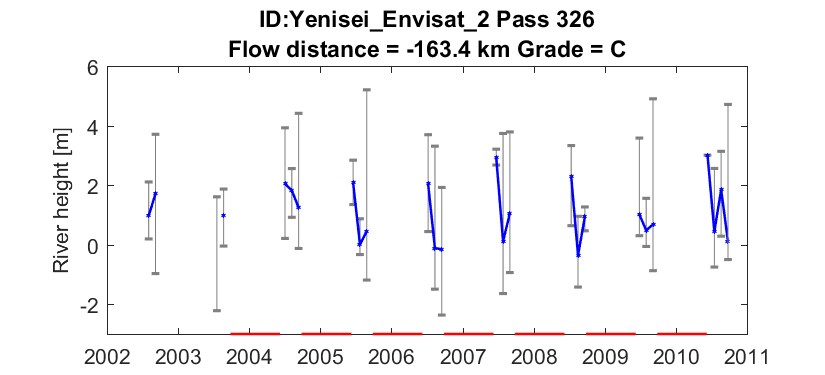 ID:Yenisei_Envisat_2 Pass 326
Flow distance = -163.4 km Grade = C
River height [m]
6
4
2
0
-2
2002 2003 2004 2005 2006 2007 2008 2009 2010 2011